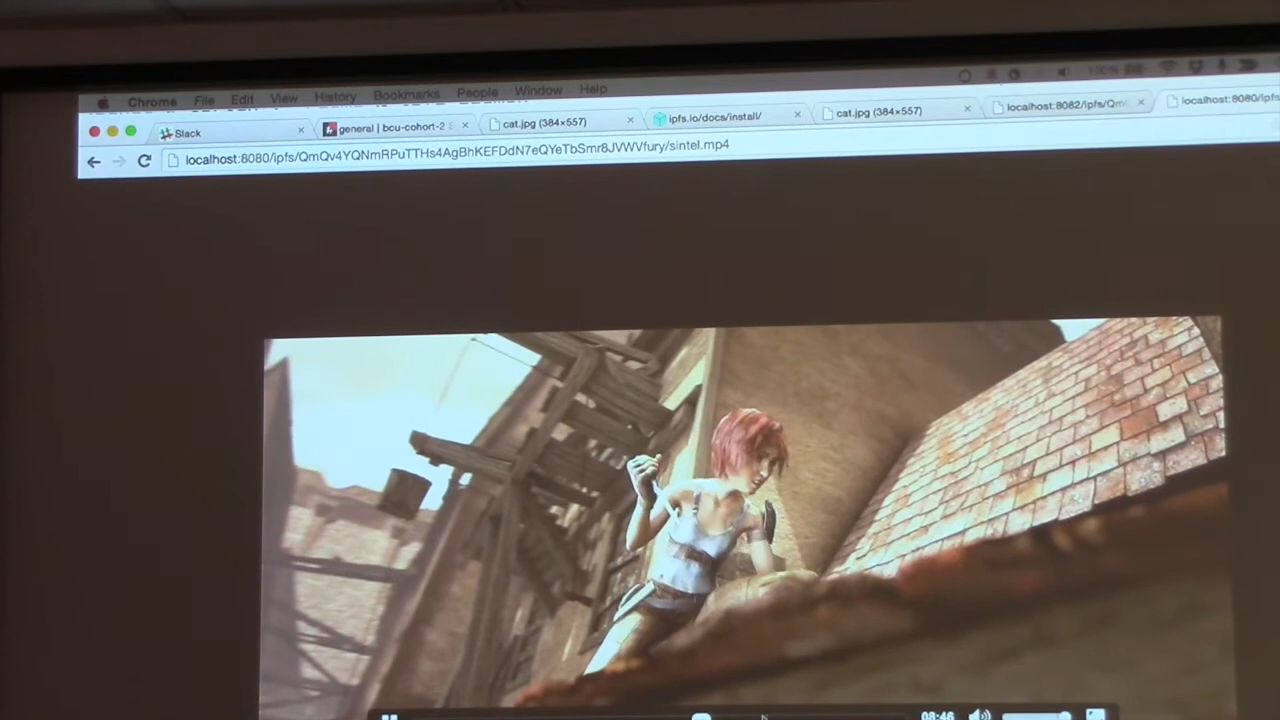 Chrome File Edit View History Bookmarks People Window Help 100%
Slack
general | bcu-cohort-2
cat.jpg (384×557)
ipfs.io/docs/install/
cat.jpg (384×557)
localhost:8082/ipfs/Qm
localhost:8080/ipfs
localhost:8080/ipfs/QmQv4YQNmRPuTTHs4AgBhKEFDdN7eQYeTbSmr8JVWVfury/sintel.mp4
08:46